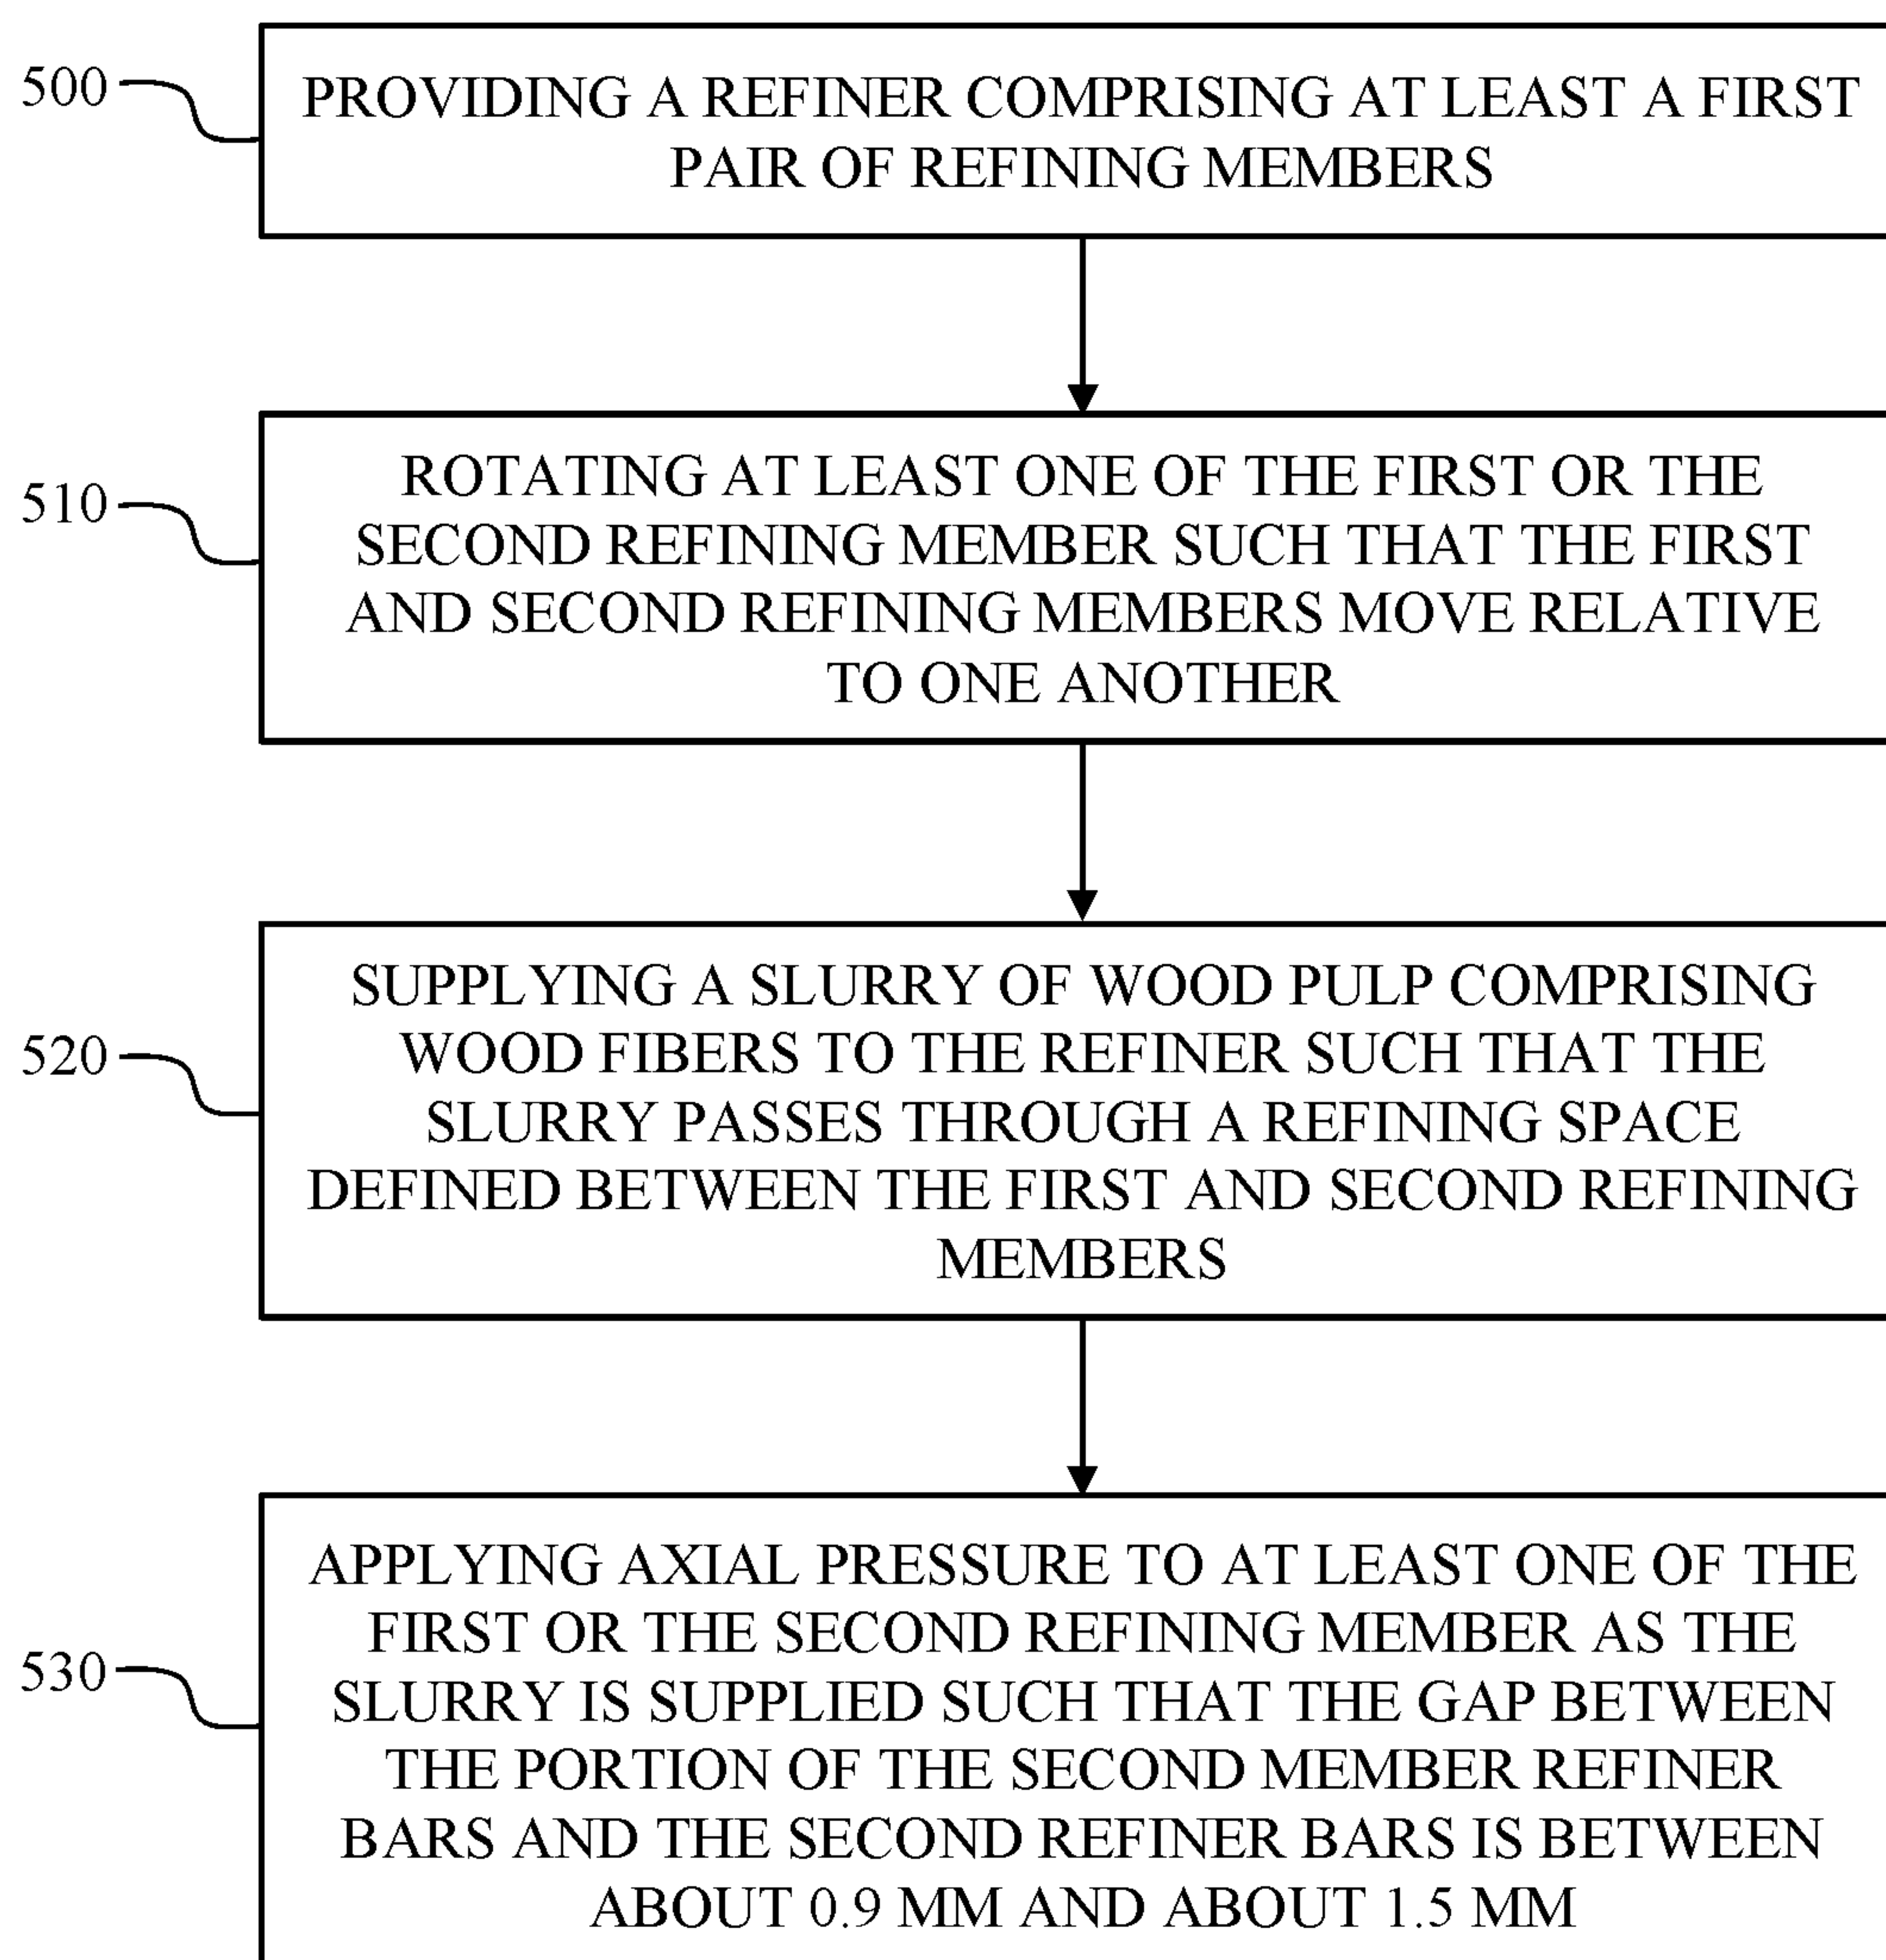 500
PROVIDING A REFINER COMPRISING AT LEAST A FIRST
PAIR OF REFINING MEMBERS
510
ROTATING AT LEAST ONE OF THE FIRST OR THE
SECOND REFINING MEMBER SUCH THAT THE FIRST
AND SECOND REFINING MEMBERS MOVE RELATIVE
TO ONE ANOTHER
520
SUPPLYING A SLURRY OF WOOD PULP COMPRISING
WOOD FIBERS TO THE REFINER SUCH THAT THE
SLURRY PASSES THROUGH A REFINING SPACE
DEFINED BETWEEN THE FIRST AND SECOND REFINING
MEMBERS
530
APPLYING AXIAL PRESSURE TO AT LEAST ONE OF THE
FIRST OR THE SECOND REFINING MEMBER AS THE
SLURRY IS SUPPLIED SUCH THAT THE GAP BETWEEN
THE PORTION OF THE SECOND MEMBER REFINER
BARS AND THE SECOND REFINER BARS IS BETWEEN
ABOUT 0.9 MM AND ABOUT 1.5 MM